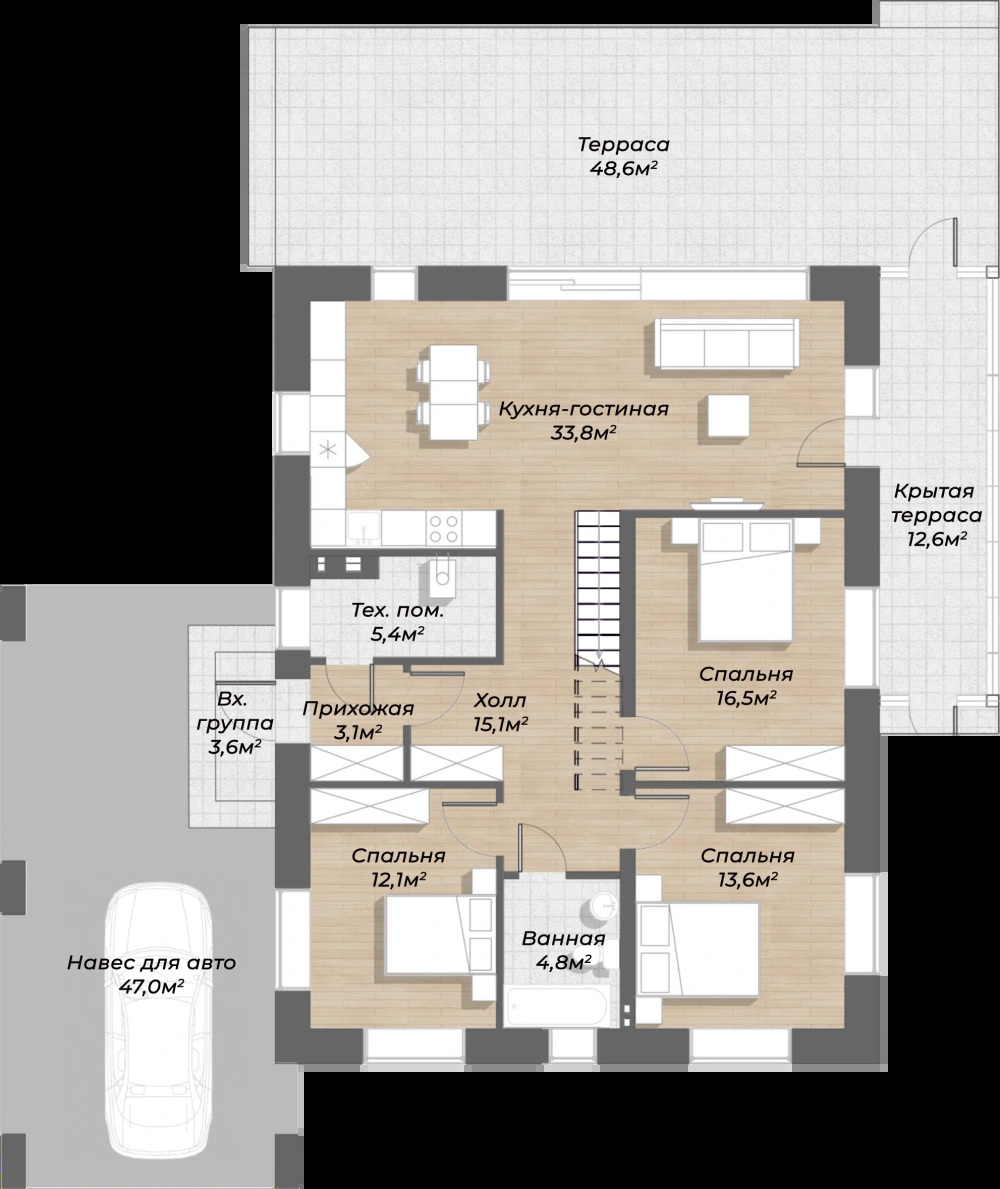 Терраса
48,6м²
Кухня-гостиная
33,8м²
Крытая
терраса
12,6м²
Тех. пом.
5,4м²
Спальня
16,5м²
Вх.
группа
3,6м²
Прихожая
3,1м²
Холл
15,1м²
Спальня
12,1м²
Спальня
13,6м²
Ванная
4,8м²
Навес для авто
47,0м²